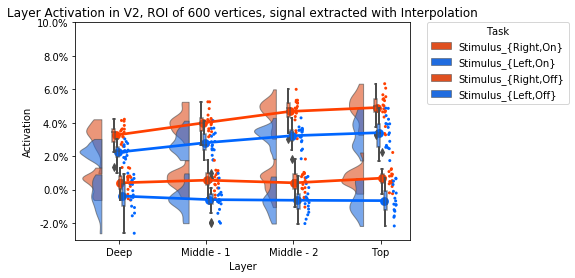 Layer Activation in V2, ROI of 600 vertices, signal extracted with Interpolation
10.0%
8.0%
6.0%
4.0%
2.0%
0.0%
-2.0%
Activation
Deep
Middle - 1
Middle - 2
Top
Layer
Task
Stimulus_{Right,On}
Stimulus_{Left,On}
Stimulus_{Right,Off}
Stimulus_{Left,Off}